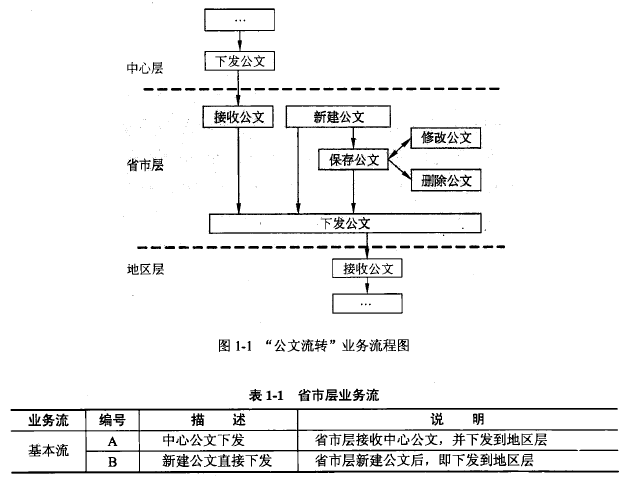 …
下发公文
中心层
接收公文 新建公文
修改公文
保存公文
省市层
删除公文
下发公文
地区层 接收公文
…
图 1-1 “公文流转”业务流程图
表 1-1 省市层业务流
业务流 编号 描 述 说 明
基本流 A 中心公文下发 省市层接收中心公文，并下发到地区层
B 新建公文直接下发 省市层新建公文后，即下发到地区层